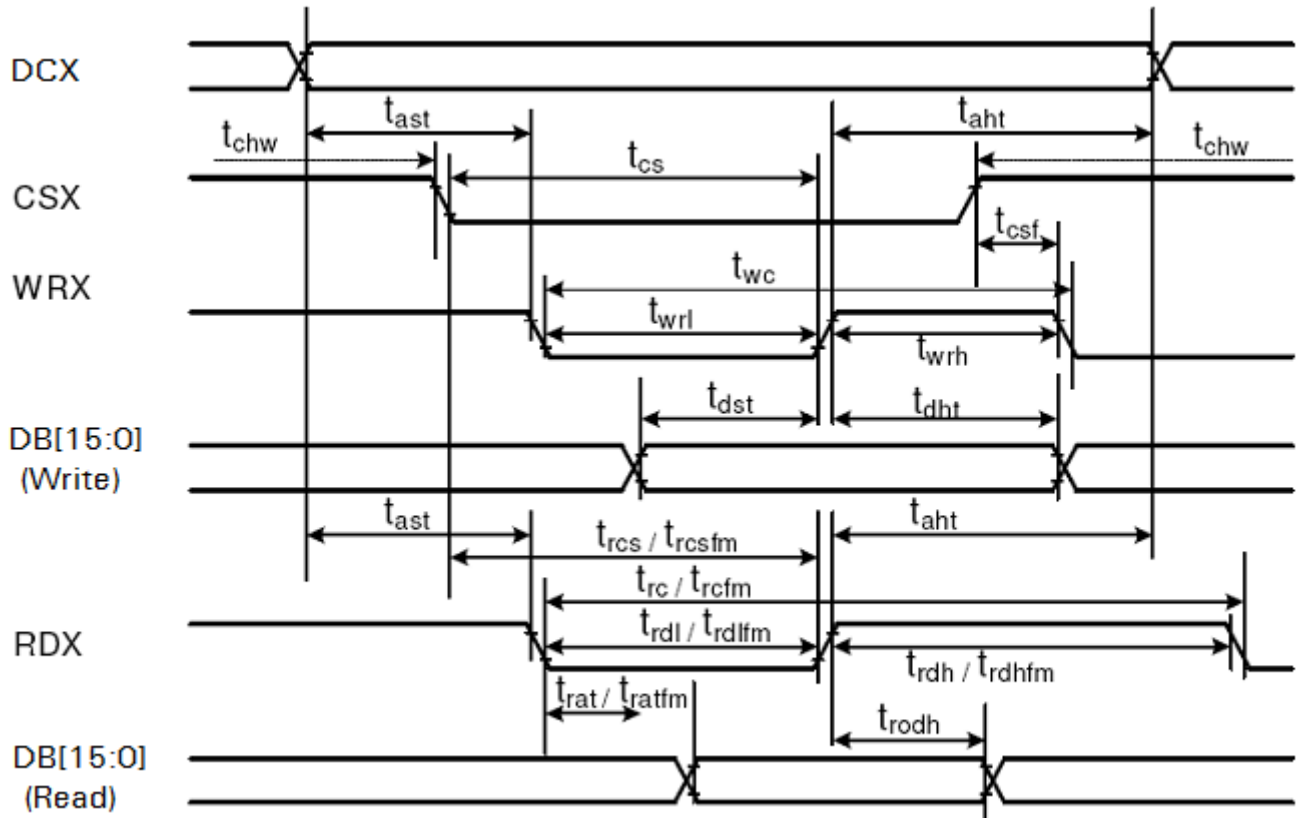 DCX
t_ast
t_aht
t_chw
t_cs
t_chw
CSX
t_csf
WRX
t_wc
t_wrl
t_wrh
t_dst
t_dht
DB[15:0]
(Write)
t_ast
t_rcs / t_rcsfm
t_aht
t_rc / t_rcfm
RDX
t_rdl / t_rdlfm
t_rdh / t_rdhfm
t_rat / t_ratfm
t_rodh
DB[15:0]
(Read)